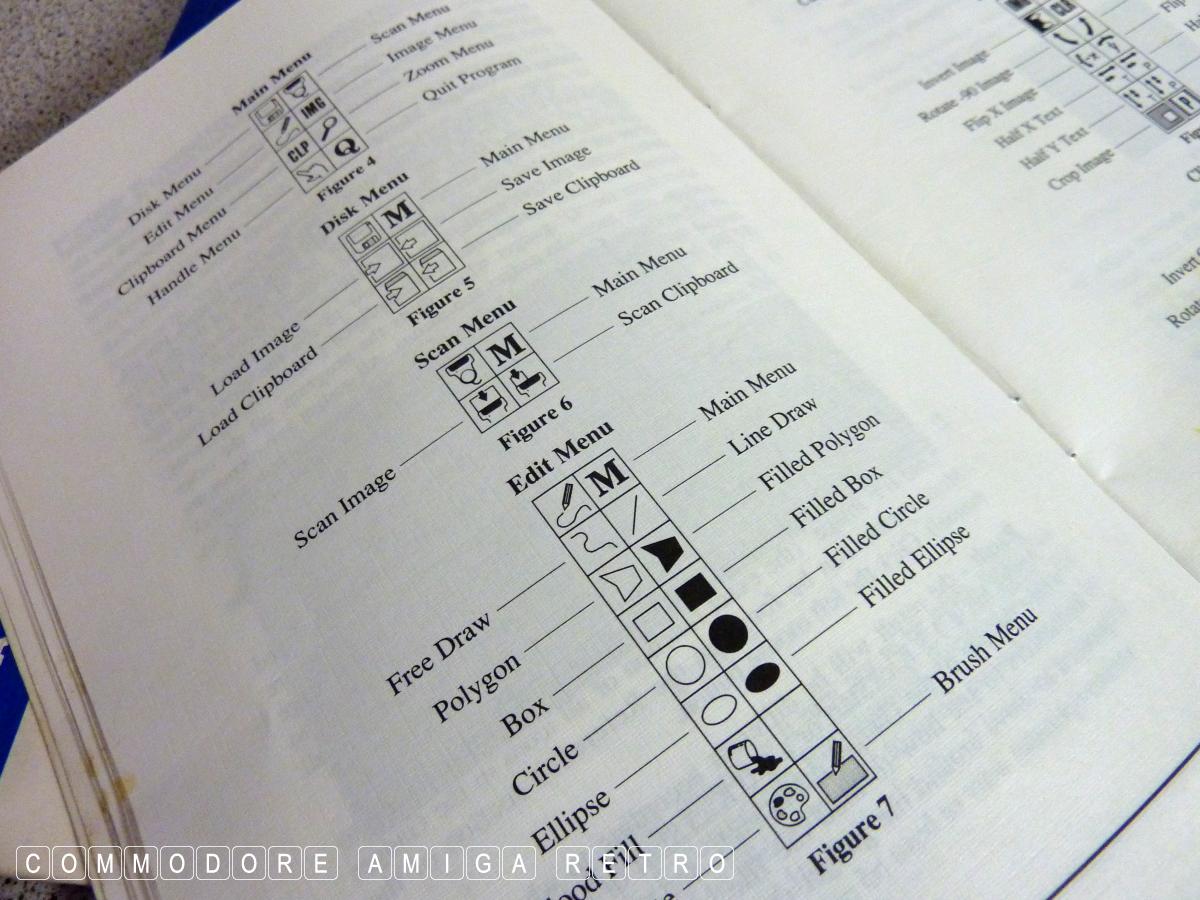 Main Menu
Scan Menu
Image Menu
Zoom Menu
Quit Program
IMG
CLP
Q
Disk Menu
Edit Menu
Clipboard Menu
Handle Menu
Figure 4
Disk Menu
M
Main Menu
Save Image
Save Clipboard
Load Image
Load Clipboard
Figure 5
Scan Menu
M
Main Menu
Scan Clipboard
Scan Image
Figure 6
Edit Menu
M
Main Menu
Line Draw
Filled Polygon
Filled Box
Filled Circle
Filled Ellipse
Brush Menu
Free Draw
Polygon
Box
Circle
Ellipse
Fill
Figure 7
Invert Image
Rotate -90 Image
Flip X Image
Half X Text
Half Y Text
Crop Image
P
Invert
COMMODORE AMIGA RETRO